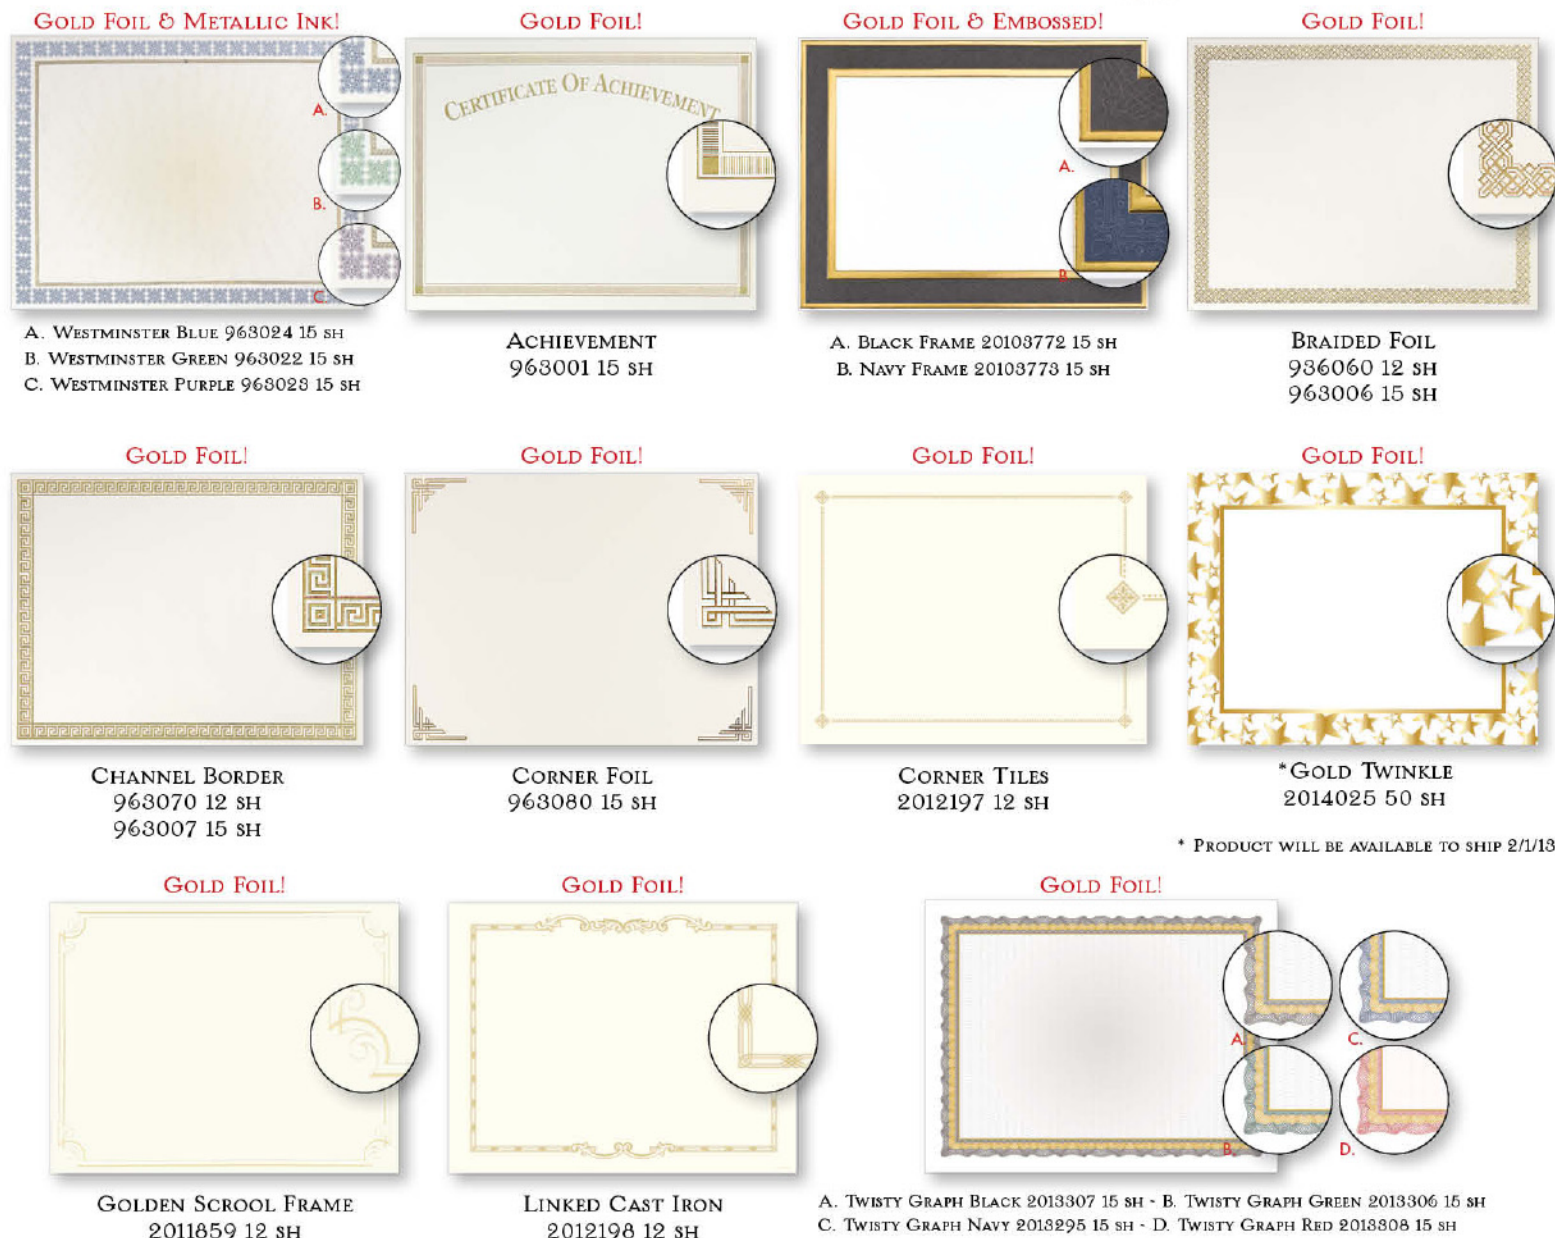 Gold Foil & Metallic Ink!
A.
B.
C.
A. Westminster Blue 963024 15 sh
B. Westminster Green 963022 15 sh
C. Westminster Purple 963023 15 sh
Gold Foil!
Certificate Of Achievement
Achievement
963001 15 sh
Gold Foil & Embossed!
A.
B.
A. Black Frame 20103772 15 sh
B. Navy Frame 20103773 15 sh
Gold Foil!
Braided Foil
936060 12 sh
963006 15 sh
Gold Foil!
Channel Border
963070 12 sh
963007 15 sh
Gold Foil!
Corner Foil
963080 15 sh
Gold Foil!
Corner Tiles
2012197 12 sh
Gold Foil!
*Gold Twinkle
2014025 50 sh
* Product will be available to ship 2/1/13
Gold Foil!
Golden Scrool Frame
2011859 12 sh
Gold Foil!
Linked Cast Iron
2012198 12 sh
Gold Foil!
A.
C.
B.
D.
A. Twisty Graph Black 2013307 15 sh - B. Twisty Graph Green 2013306 15 sh
C. Twisty Graph Navy 2013295 15 sh - D. Twisty Graph Red 2013308 15 sh